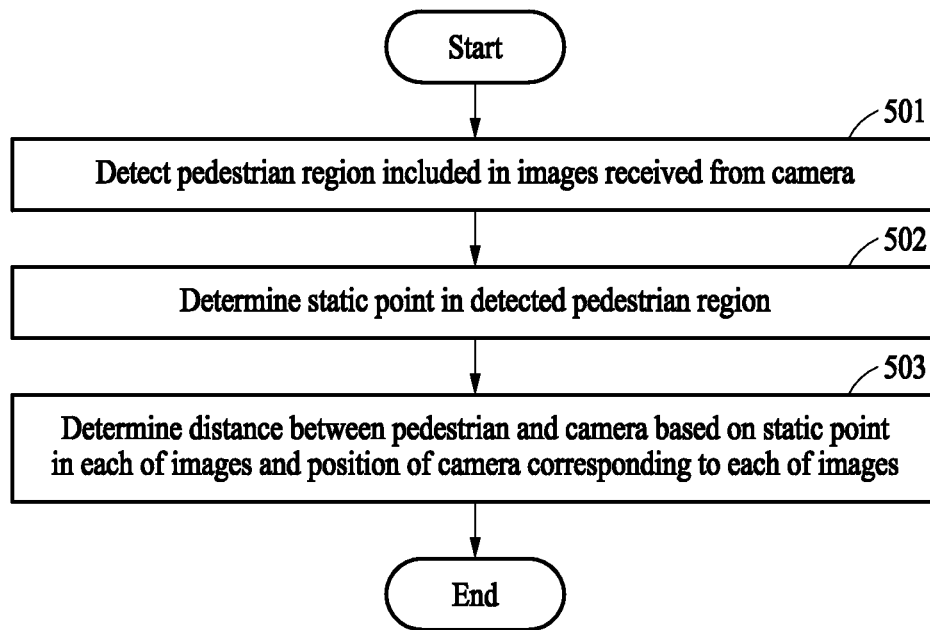 Start
501
Detect pedestrian region included in images received from camera
502
Determine static point in detected pedestrian region
503
Determine distance between pedestrian and camera based on static point
in each of images and position of camera corresponding to each of images
End